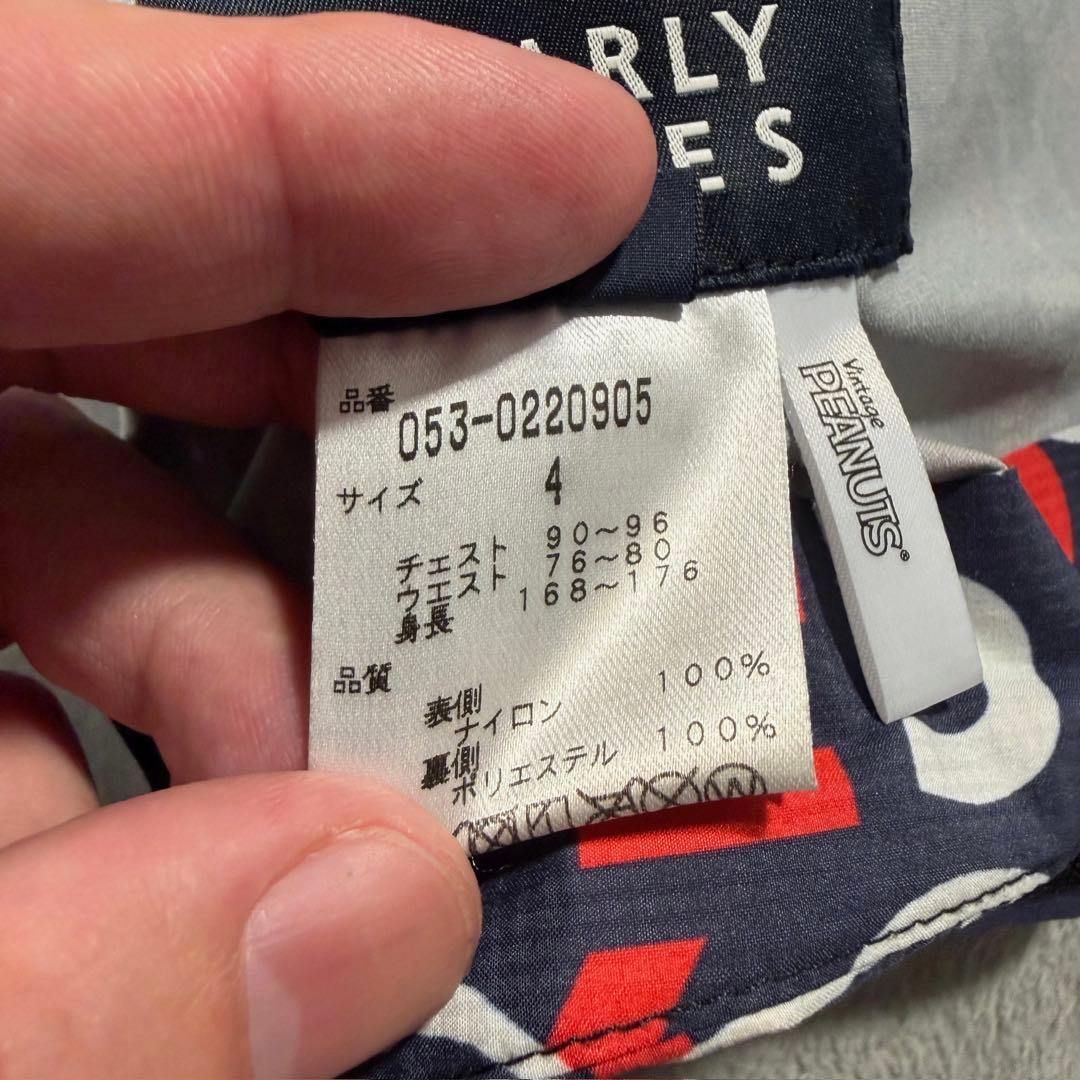 ARLY
ES
品番
053-0220905
サイズ 4
チェスト 90~96
ウエスト 76~80
身長 168~176
品質
表側
ナイロン 100%
裏側
ポリエステル 100%
Vintage
PEANUTS®